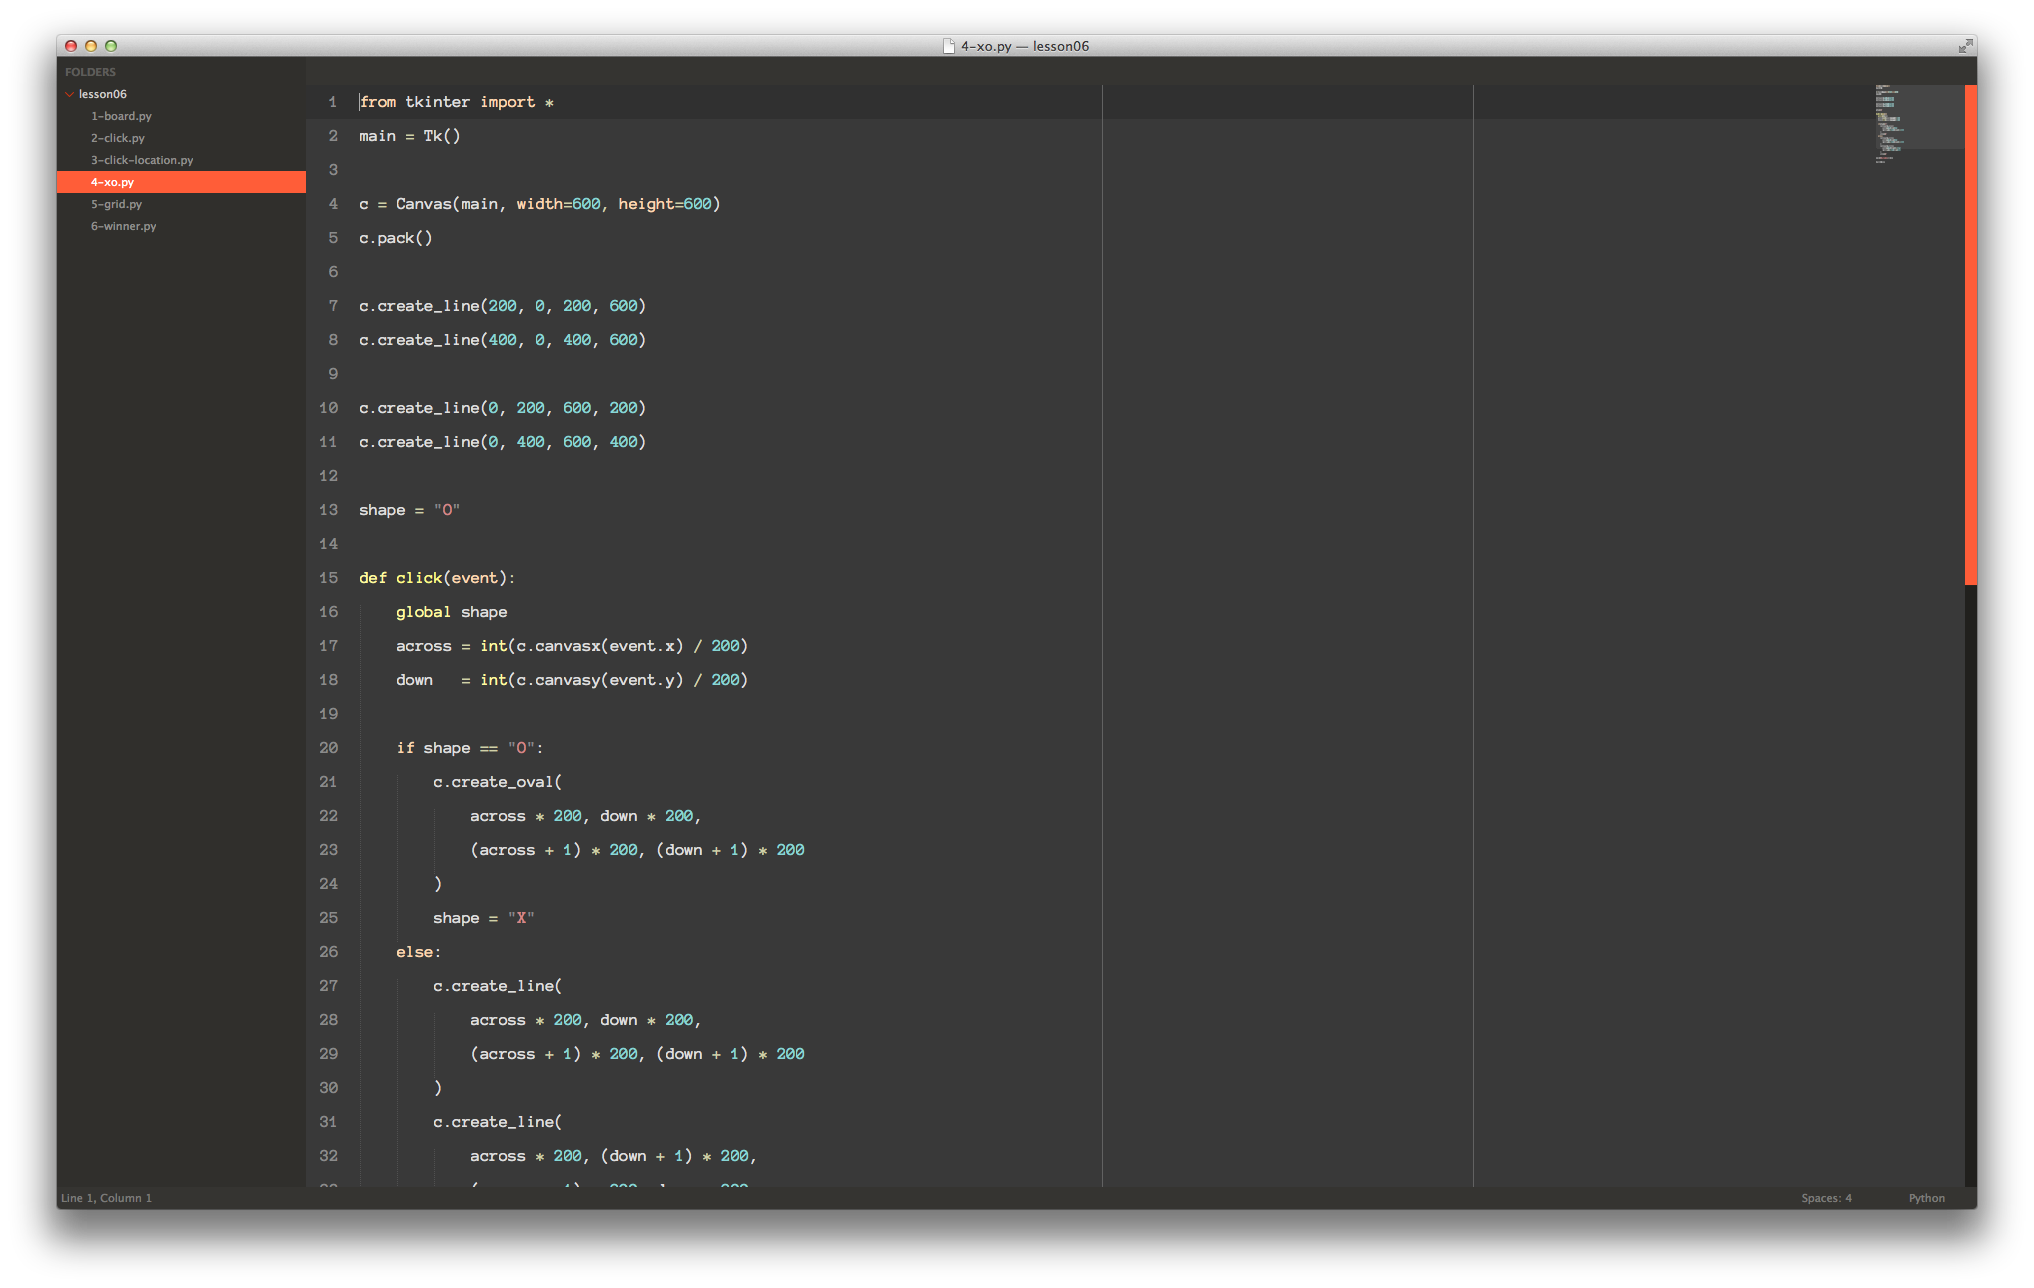 4-xo.py — lesson06
FOLDERS
lesson06
1-board.py
2-click.py
3-click-location.py
4-xo.py
5-grid.py
6-winner.py
1 from tkinter import *
2 main = Tk()
3
4 c = Canvas(main, width=600, height=600)
5 c.pack()
6
7 c.create_line(200, 0, 200, 600)
8 c.create_line(400, 0, 400, 600)
9
10 c.create_line(0, 200, 600, 200)
11 c.create_line(0, 400, 600, 400)
12
13 shape = "O"
14
15 def click(event):
16     global shape
17     across = int(c.canvasx(event.x) / 200)
18     down   = int(c.canvasy(event.y) / 200)
19
20     if shape == "O":
21         c.create_oval(
22             across * 200, down * 200,
23             (across + 1) * 200, (down + 1) * 200
24         )
25         shape = "X"
26     else:
27         c.create_line(
28             across * 200, down * 200,
29             (across + 1) * 200, (down + 1) * 200
30         )
31         c.create_line(
32             across * 200, (down + 1) * 200,
Line 1, Column 1
Spaces: 4
Python